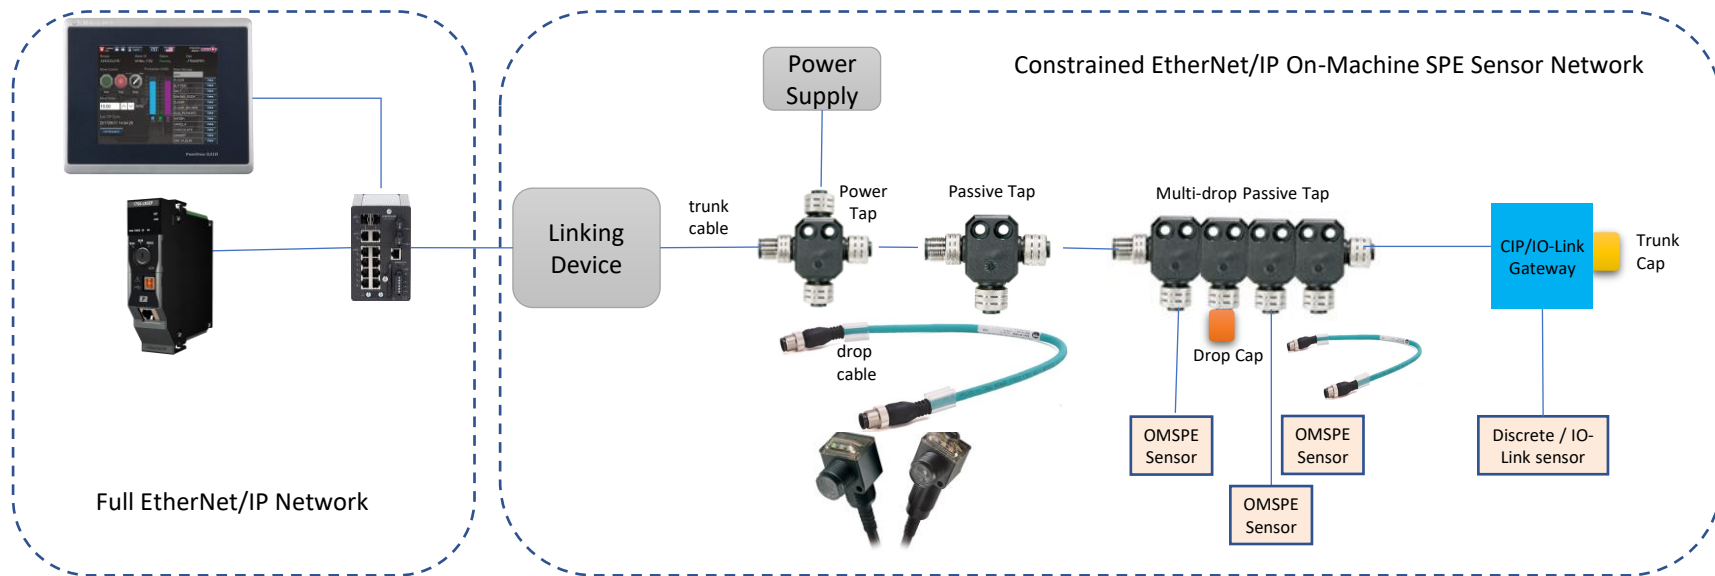 Power
Supply
Constrained EtherNet/IP On-Machine SPE Sensor Network
trunk
cable
Power
Tap
Passive Tap
Multi-drop Passive Tap
Linking
Device
CIP/IO-Link
Gateway
Trunk
Cap
drop
cable
Drop Cap
OMSPE
Sensor
OMSPE
Sensor
Discrete / IO-
Link sensor
OMSPE
Sensor
Full EtherNet/IP Network